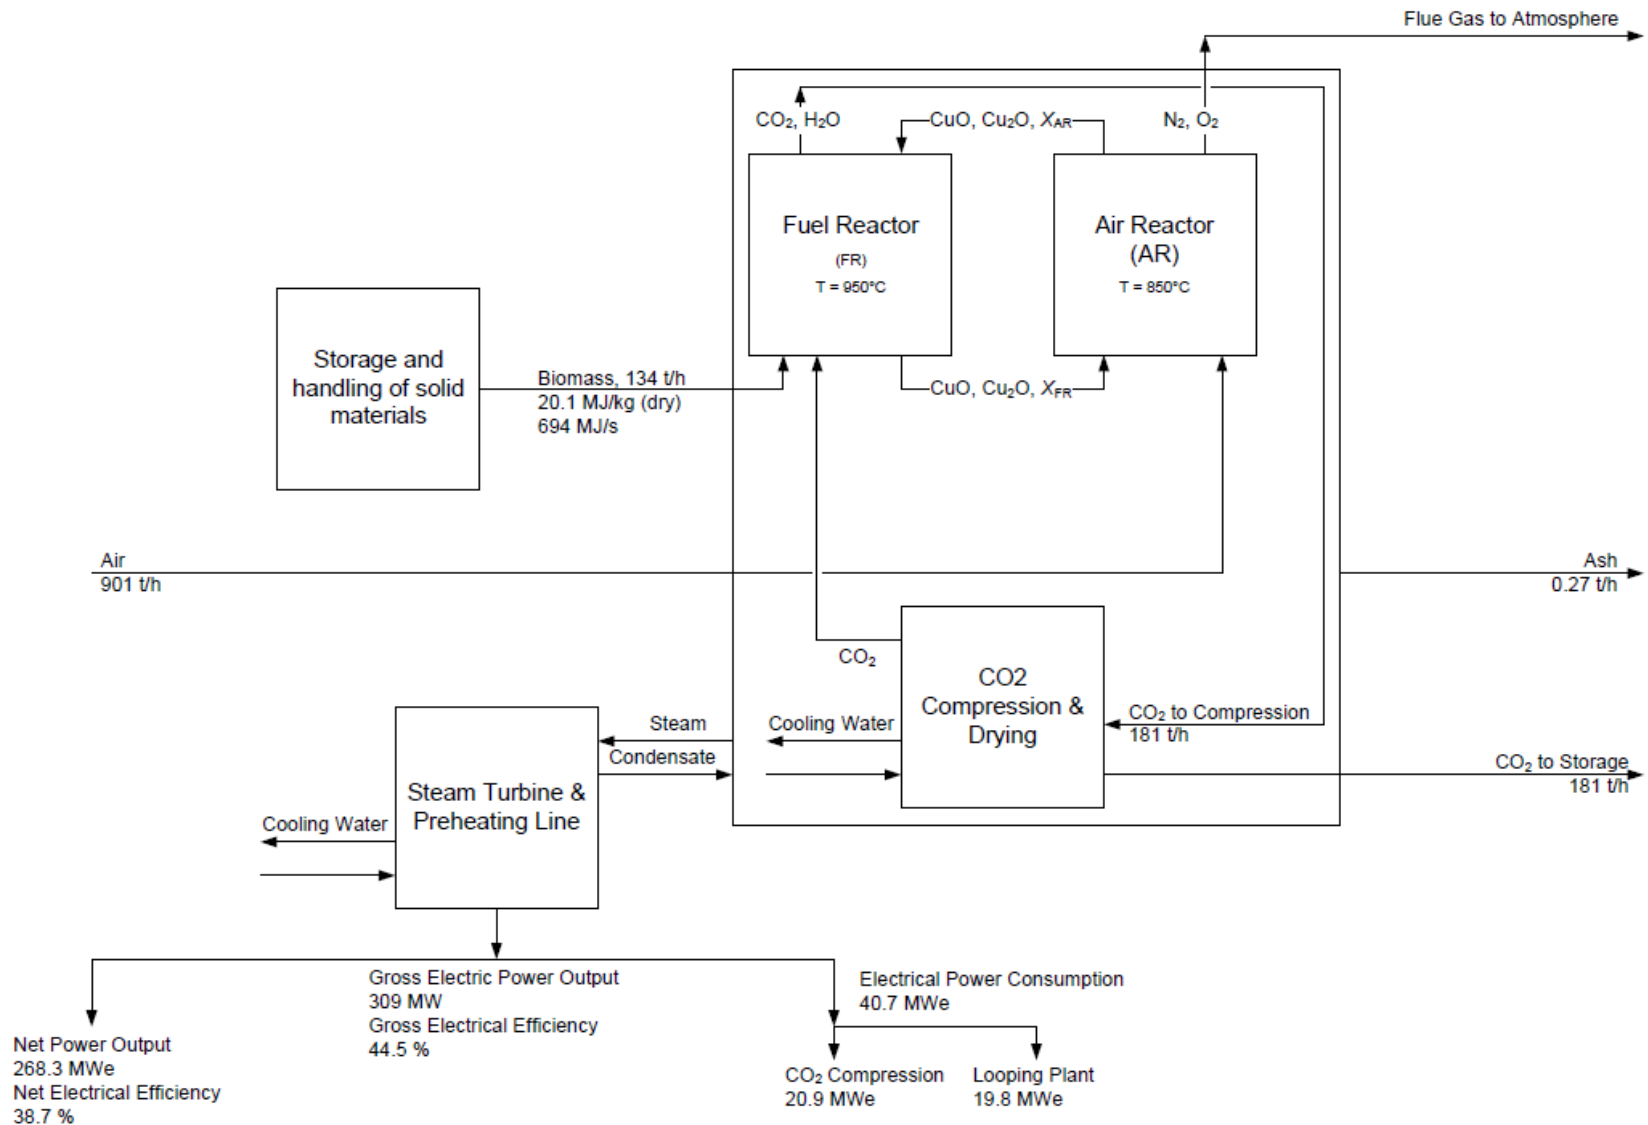 Flue Gas to Atmosphere
CO₂, H₂O
CuO, Cu₂O, X_AR
N₂, O₂
Fuel Reactor
(FR)
T = 950°C
Air Reactor
(AR)
T = 850°C
Storage and
handling of solid
materials
Biomass, 134 t/h
20.1 MJ/kg (dry)
694 MJ/s
CuO, Cu₂O, X_FR
Air
901 t/h
Ash
0.27 t/h
CO₂
CO2
Compression &
Drying
Steam
Condensate
Cooling Water
CO₂ to Compression
181 t/h
CO₂ to Storage
181 t/h
Steam Turbine &
Preheating Line
Cooling Water
Gross Electric Power Output
309 MW
Gross Electrical Efficiency
44.5 %
Electrical Power Consumption
40.7 MWe
Net Power Output
268.3 MWe
Net Electrical Efficiency
38.7 %
CO₂ Compression
20.9 MWe
Looping Plant
19.8 MWe